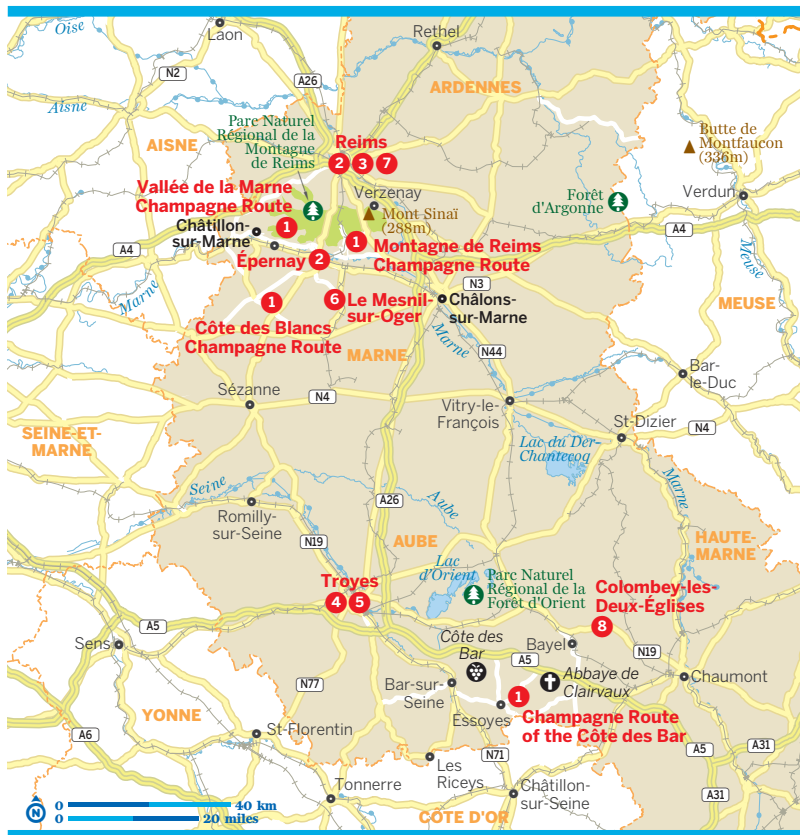 Oise
Laon
Rethel
N2
A26
ARDENNES
Aisne
AISNE
Parc Naturel
Régional de la
Montagne
de Reims
Reims
2 3 7
Butte de
Montfaucon
(336m)
Vallée de la Marne
Champagne Route
1
Verzenay
Mont Sinaï
(288m)
Forêt
d'Argonne
Verdun
Châtillon-
sur-Marne
A4
A4
1
Montagne de Reims
Champagne Route
Épernay
2
Meuse
Marne
N3
1
6
Le Mesnil-
sur-Oger
Châlons-
sur-Marne
MEUSE
Côte des Blancs
Champagne Route
MARNE
Marne
N44
Bar-
le-Duc
Sézanne
N4
Vitry-le-
François
St-Dizier
N4
SEINE-ET-
MARNE
Lac du Der-
Chantecoq
Marne
Seine
A26
Aube
Romilly-
sur-Seine
N19
AUBE
HAUTE-
MARNE
Lac
d'Orient
Troyes
4 5
Parc Naturel
Régional de la
Forêt d'Orient
Colombey-les-
Deux-Églises
8
A5
Sens
Côte des
Bar
Bayel
N19
A5
Abbaye de
Clairvaux
Chaumont
N77
Bar-sur-
Seine
1
Essoyes
Champagne Route
of the Côte des Bar
YONNE
St-Florentin
A6
N71
A5
A31
Les
Riceys
Tonnerre
Châtillon-
sur-Seine
A31
CÔTE D'OR
N
0 40 km
0 20 miles